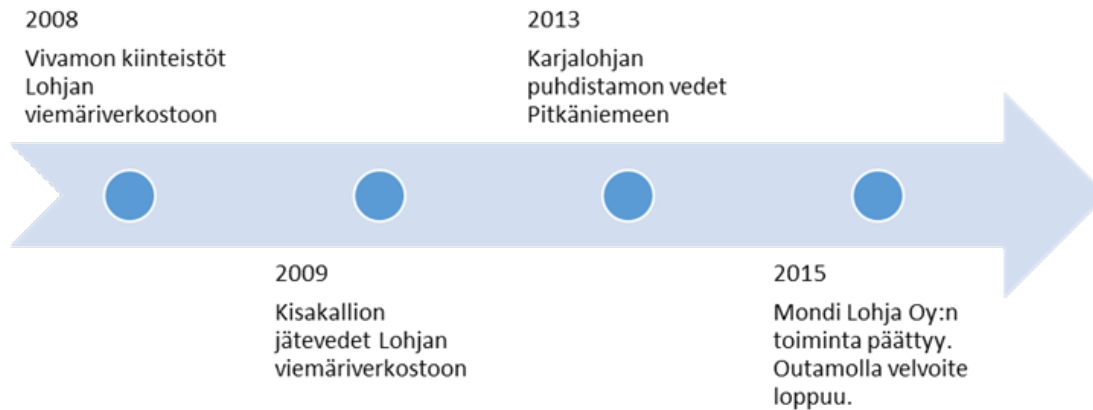 2008
Vivamon kiinteistöt
Lohjan
viemäriverkostoon
2009
Kisakallion
jätevedet Lohjan
viemäriverkostoon
2013
Karjalohjan
puhdistamon vedet
Pitkäniemeen
2015
Mondi Lohja Oy:n
toiminta päättyy.
Outamolla velvoite
loppuu.